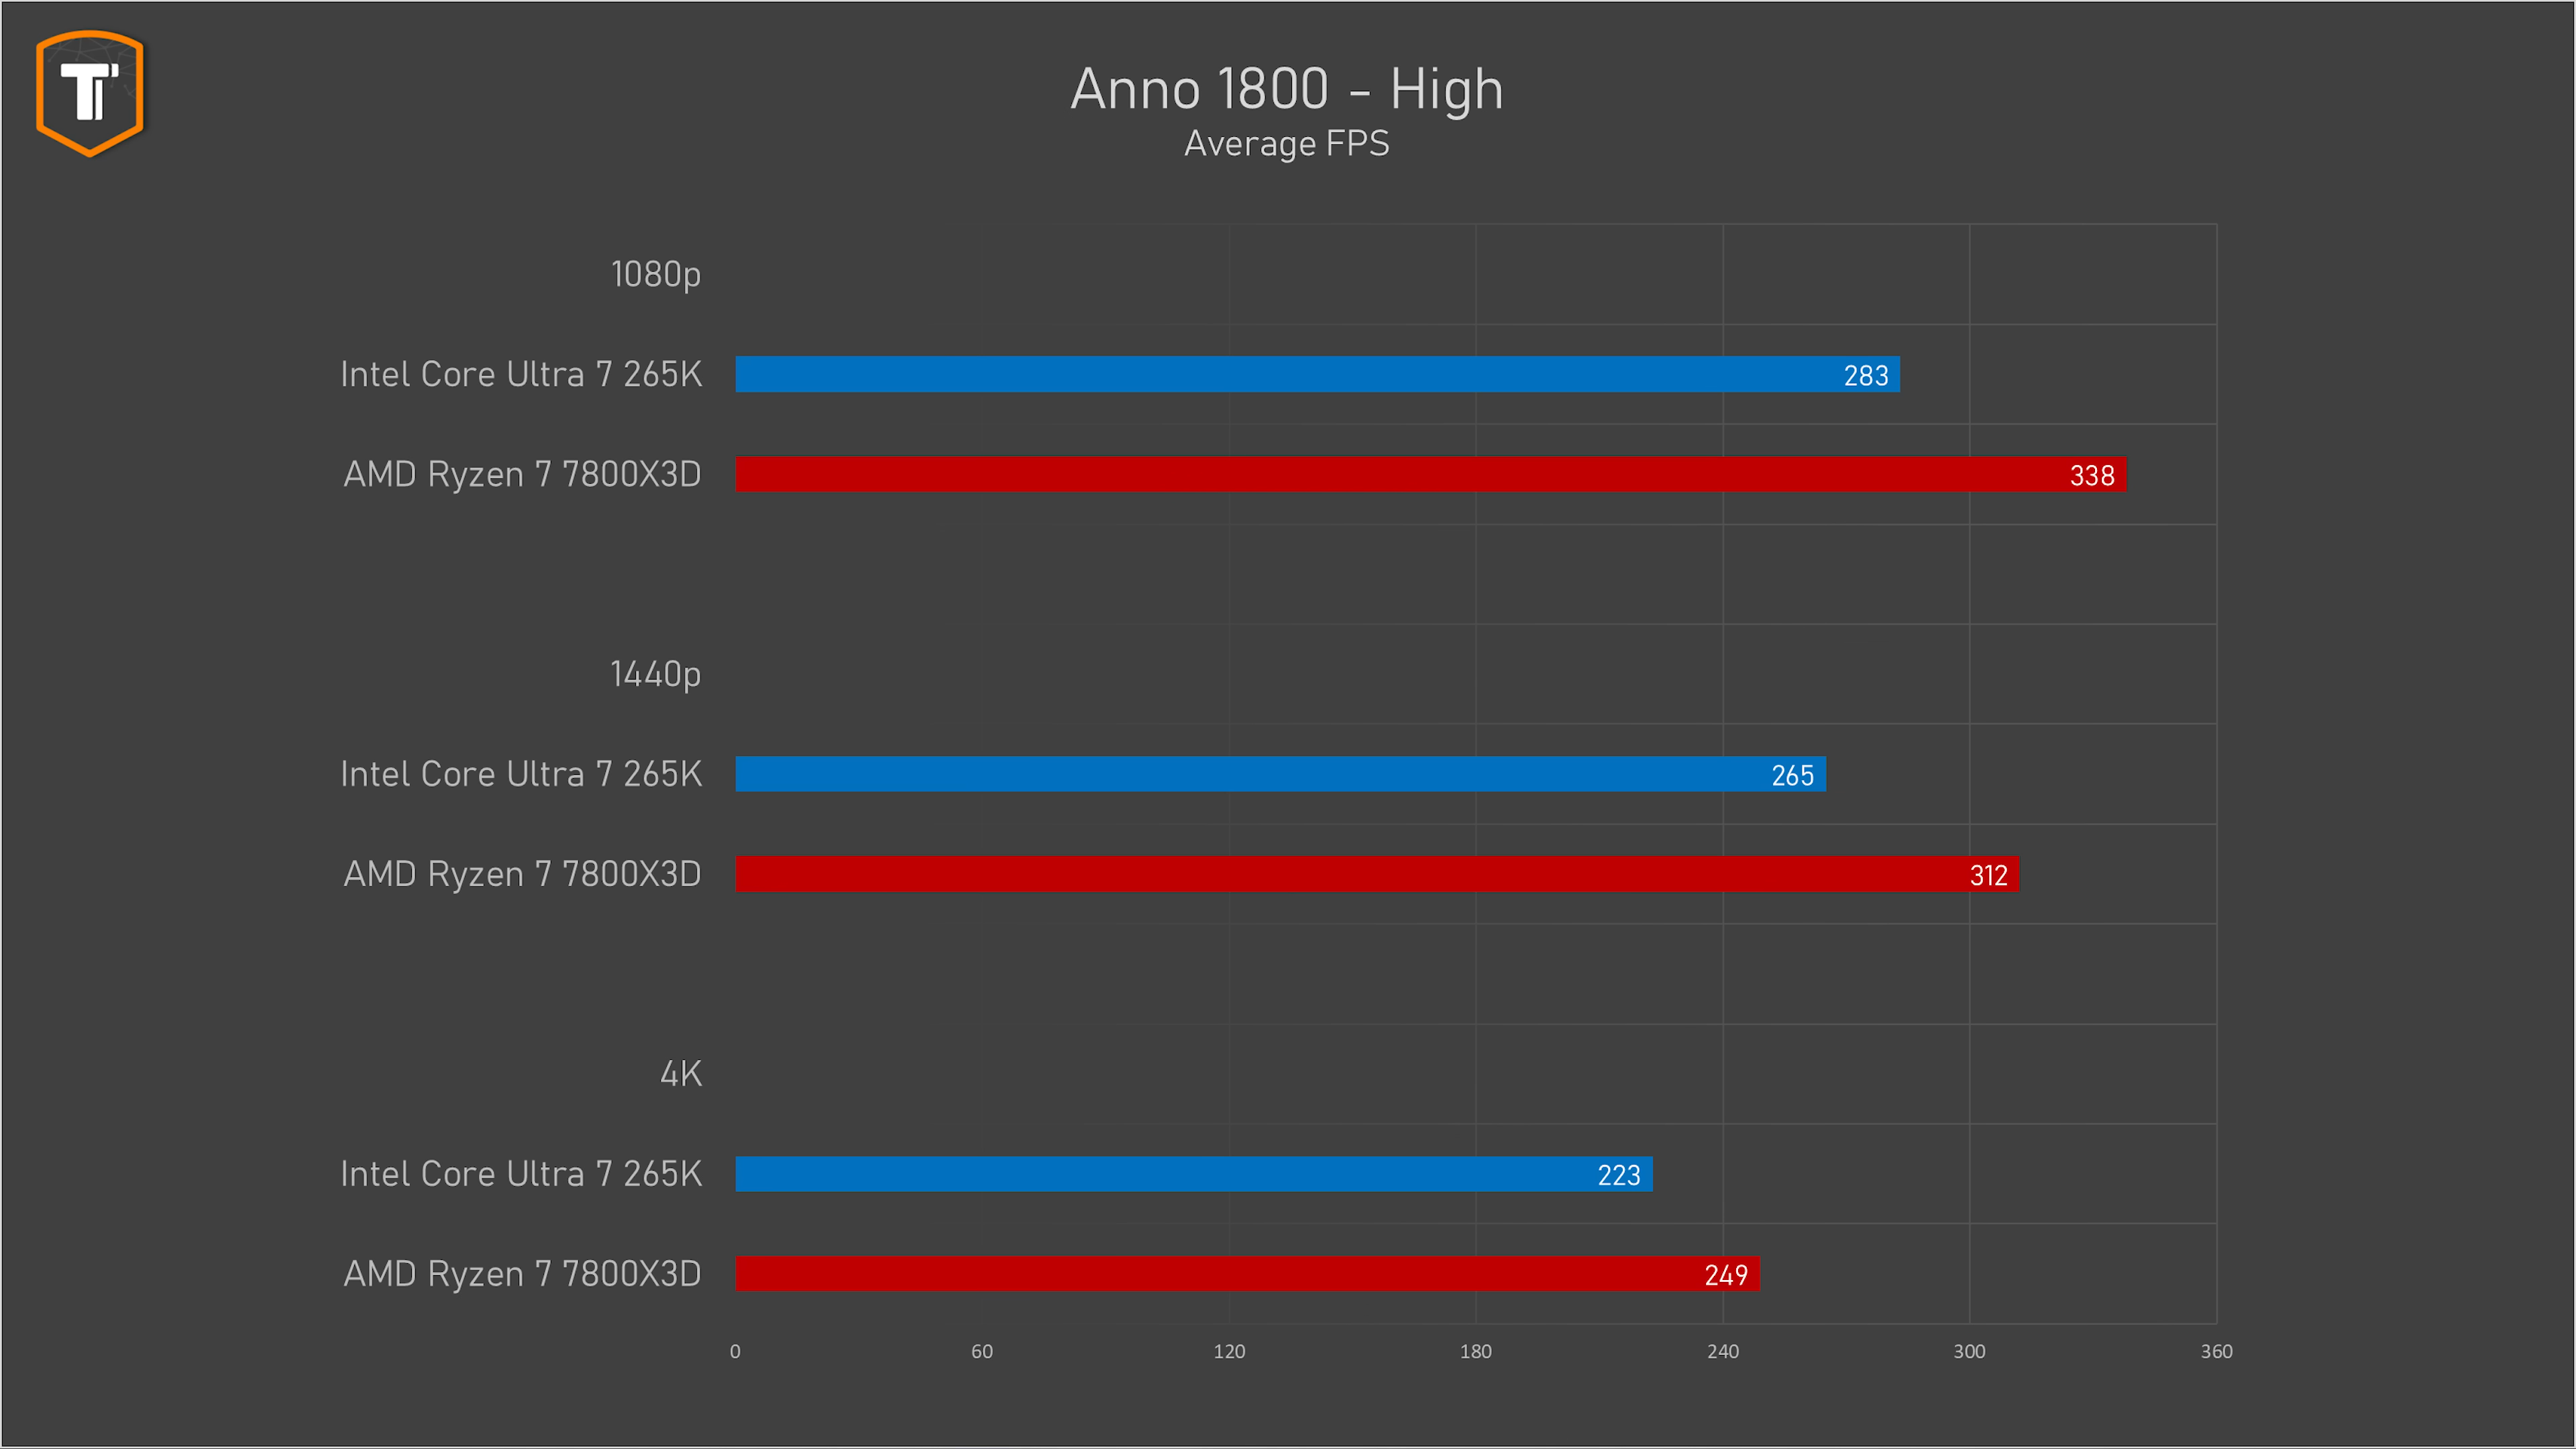 T
Anno 1800 - High
Average FPS
1080p
Intel Core Ultra 7 265K 283
AMD Ryzen 7 7800X3D 338
1440p
Intel Core Ultra 7 265K 265
AMD Ryzen 7 7800X3D 312
4K
Intel Core Ultra 7 265K 223
AMD Ryzen 7 7800X3D 249
0 60 120 180 240 300 360